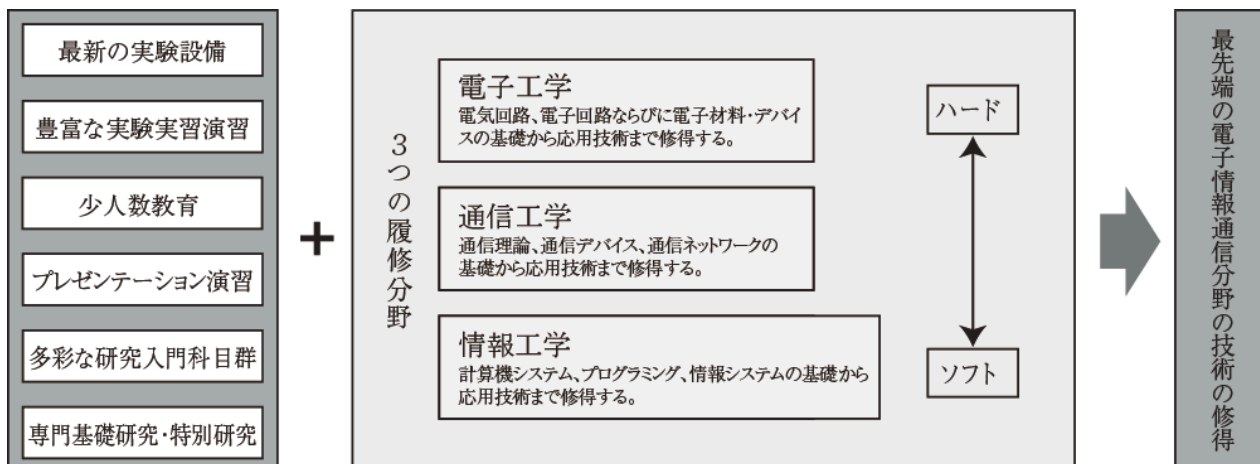 最新の実験設備
豊富な実験実習演習
少人数教育
プレゼンテーション演習
多彩な研究入門科目群
専門基礎研究・特別研究
+
3つの履修分野
電子工学
電気回路、電子回路ならびに電子材料・デバイ
スの基礎から応用技術まで修得する。
通信工学
通信理論、通信デバイス、通信ネットワークの
基礎から応用技術まで修得する。
情報工学
計算機システム、プログラミング、情報システムの基礎から
応用技術まで修得する。
ハード
ソフト
最先端の電子情報通信分野の技術の修得